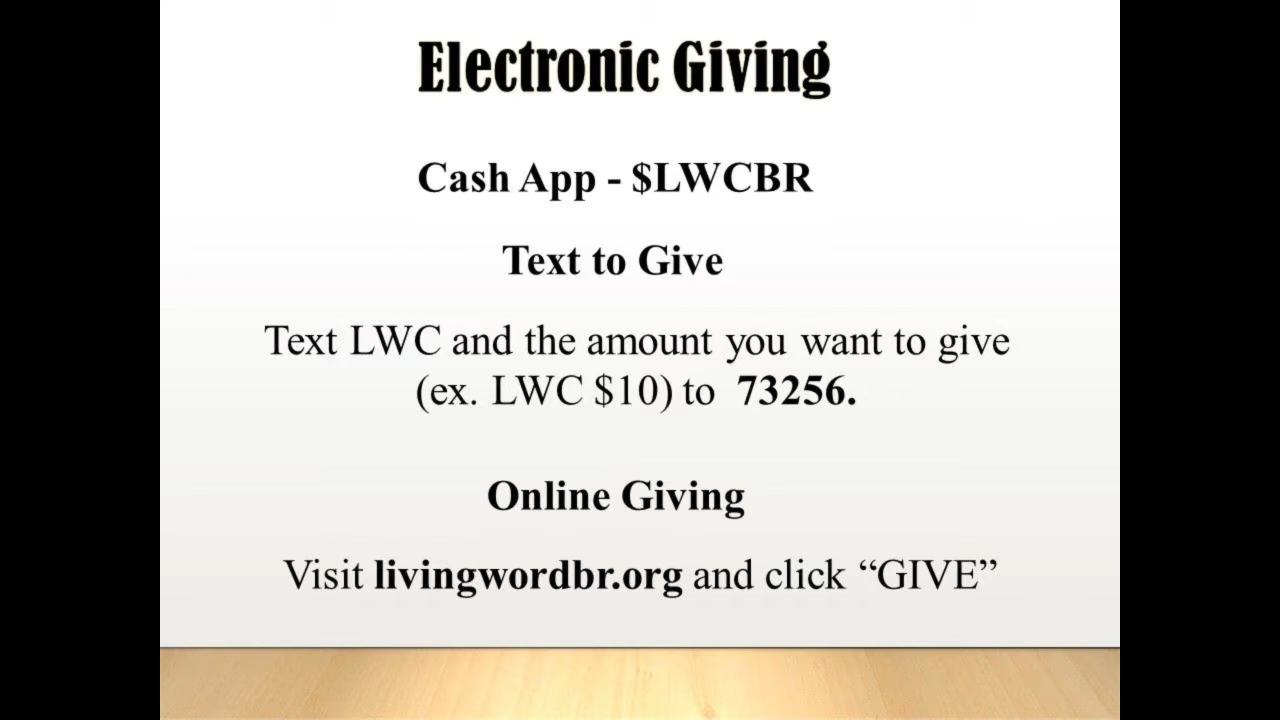 Electronic Giving
Cash App - $LWCBR
Text to Give
Text LWC and the amount you want to give
(ex. LWC $10) to 73256.
Online Giving
Visit livingwordbr.org and click “GIVE”